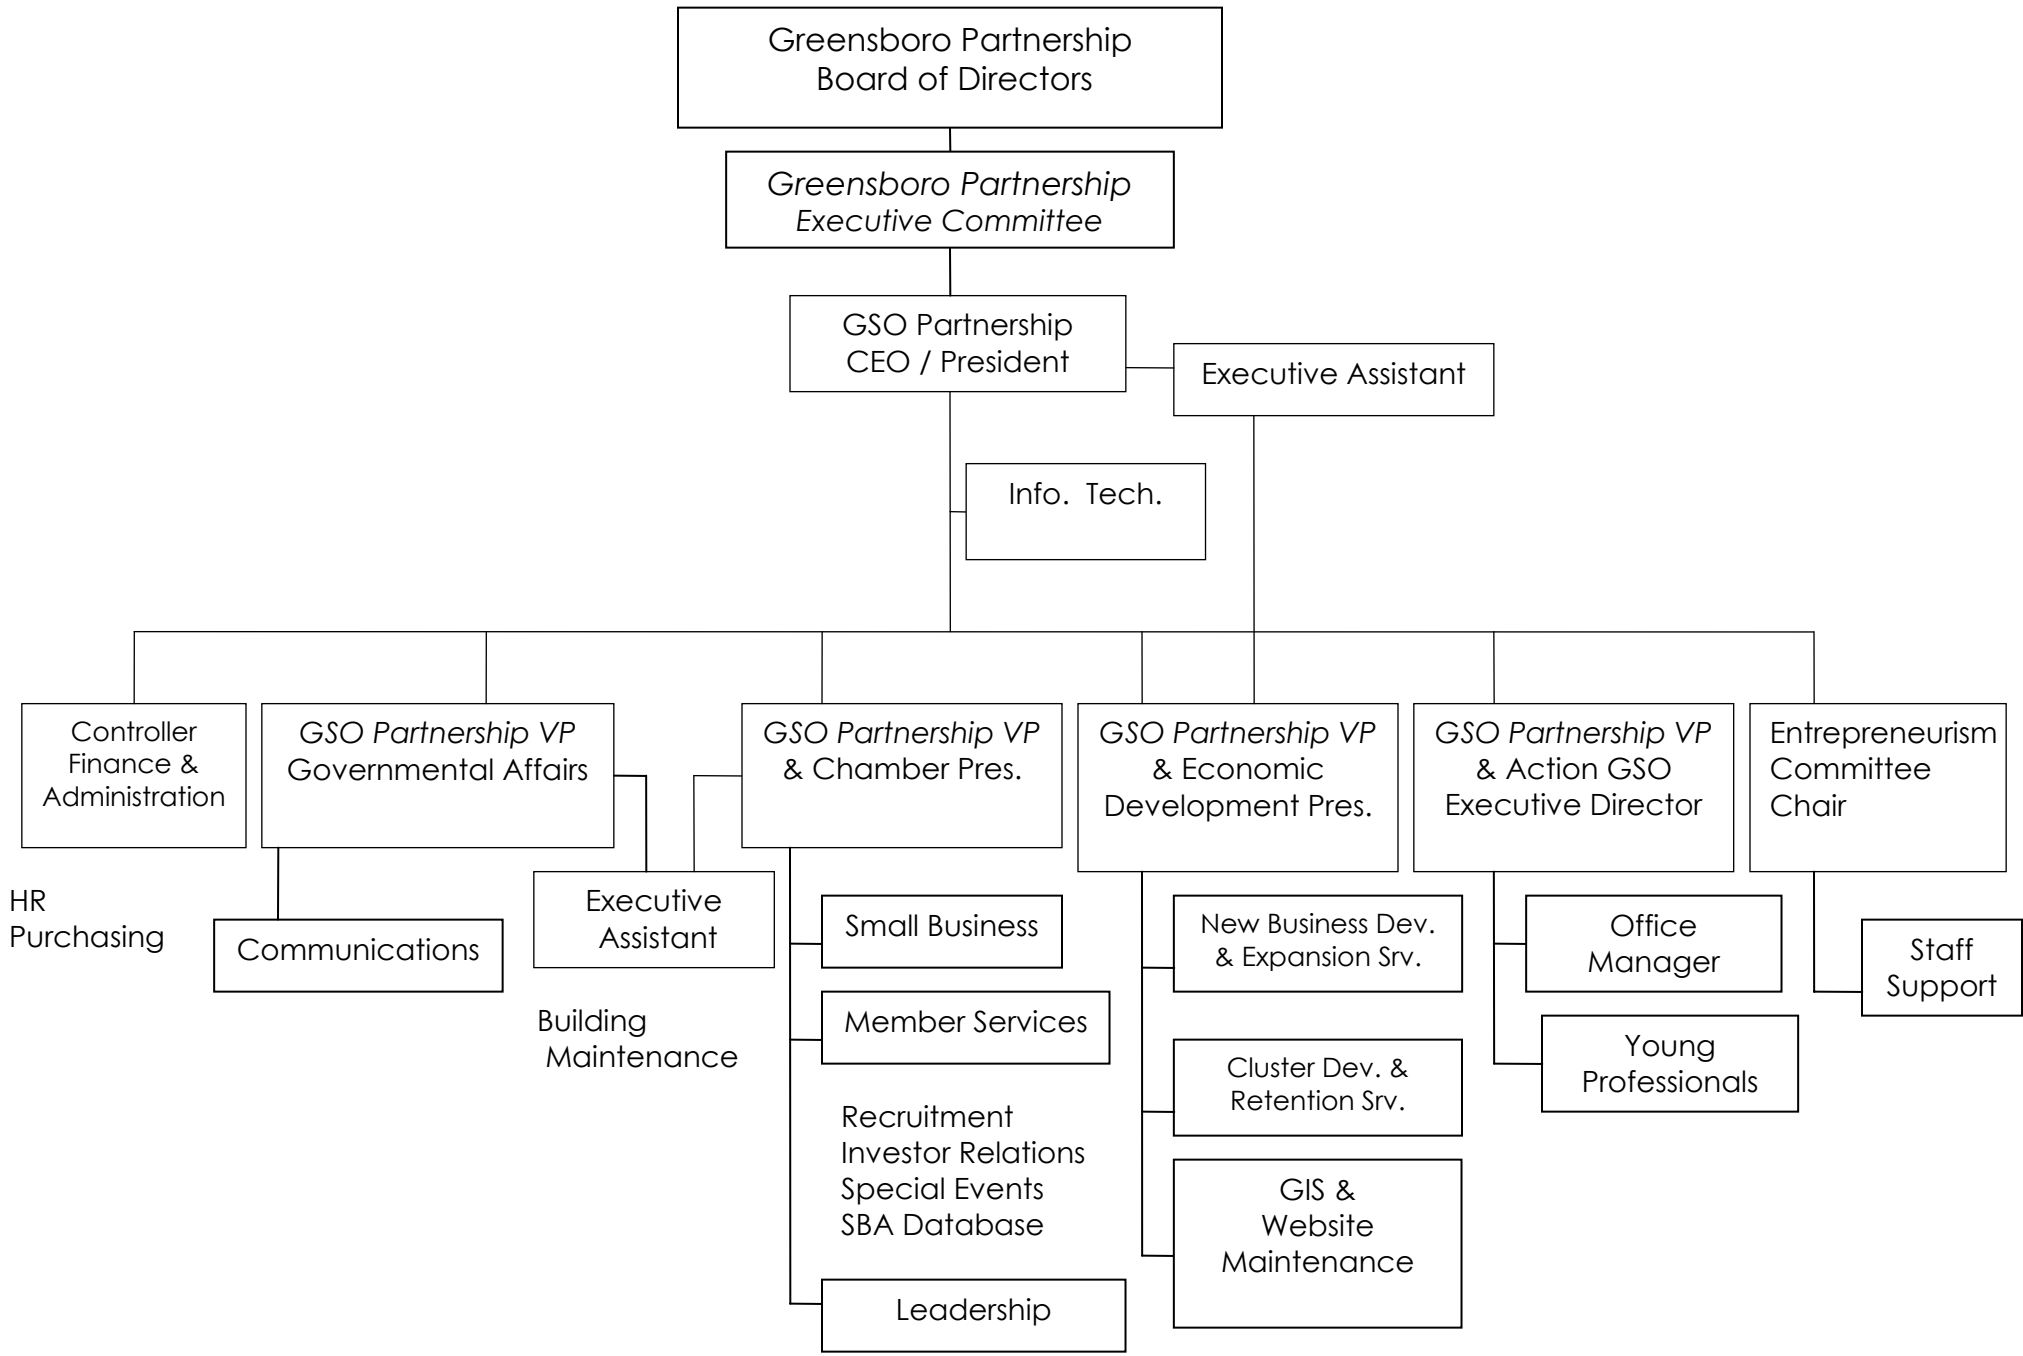 Greensboro Partnership
Board of Directors
Greensboro Partnership
Executive Committee
GSO Partnership
CEO / President
Executive Assistant
Info.  Tech.
Controller
Finance &
Administration
GSO Partnership VP
Governmental Affairs
GSO Partnership VP
& Chamber Pres.
GSO Partnership VP
& Economic
Development Pres.
GSO Partnership VP
& Action GSO
Executive Director
Entrepreneurism
Committee
Chair
HR
Purchasing
Communications
Executive
Assistant
Building
Maintenance
Small Business
Member Services
Recruitment
Investor Relations
Special Events
SBA Database
Leadership
New Business Dev.
& Expansion Srv.
Cluster Dev. &
Retention Srv.
GIS &
Website
Maintenance
Office
Manager
Young
Professionals
Staff
Support